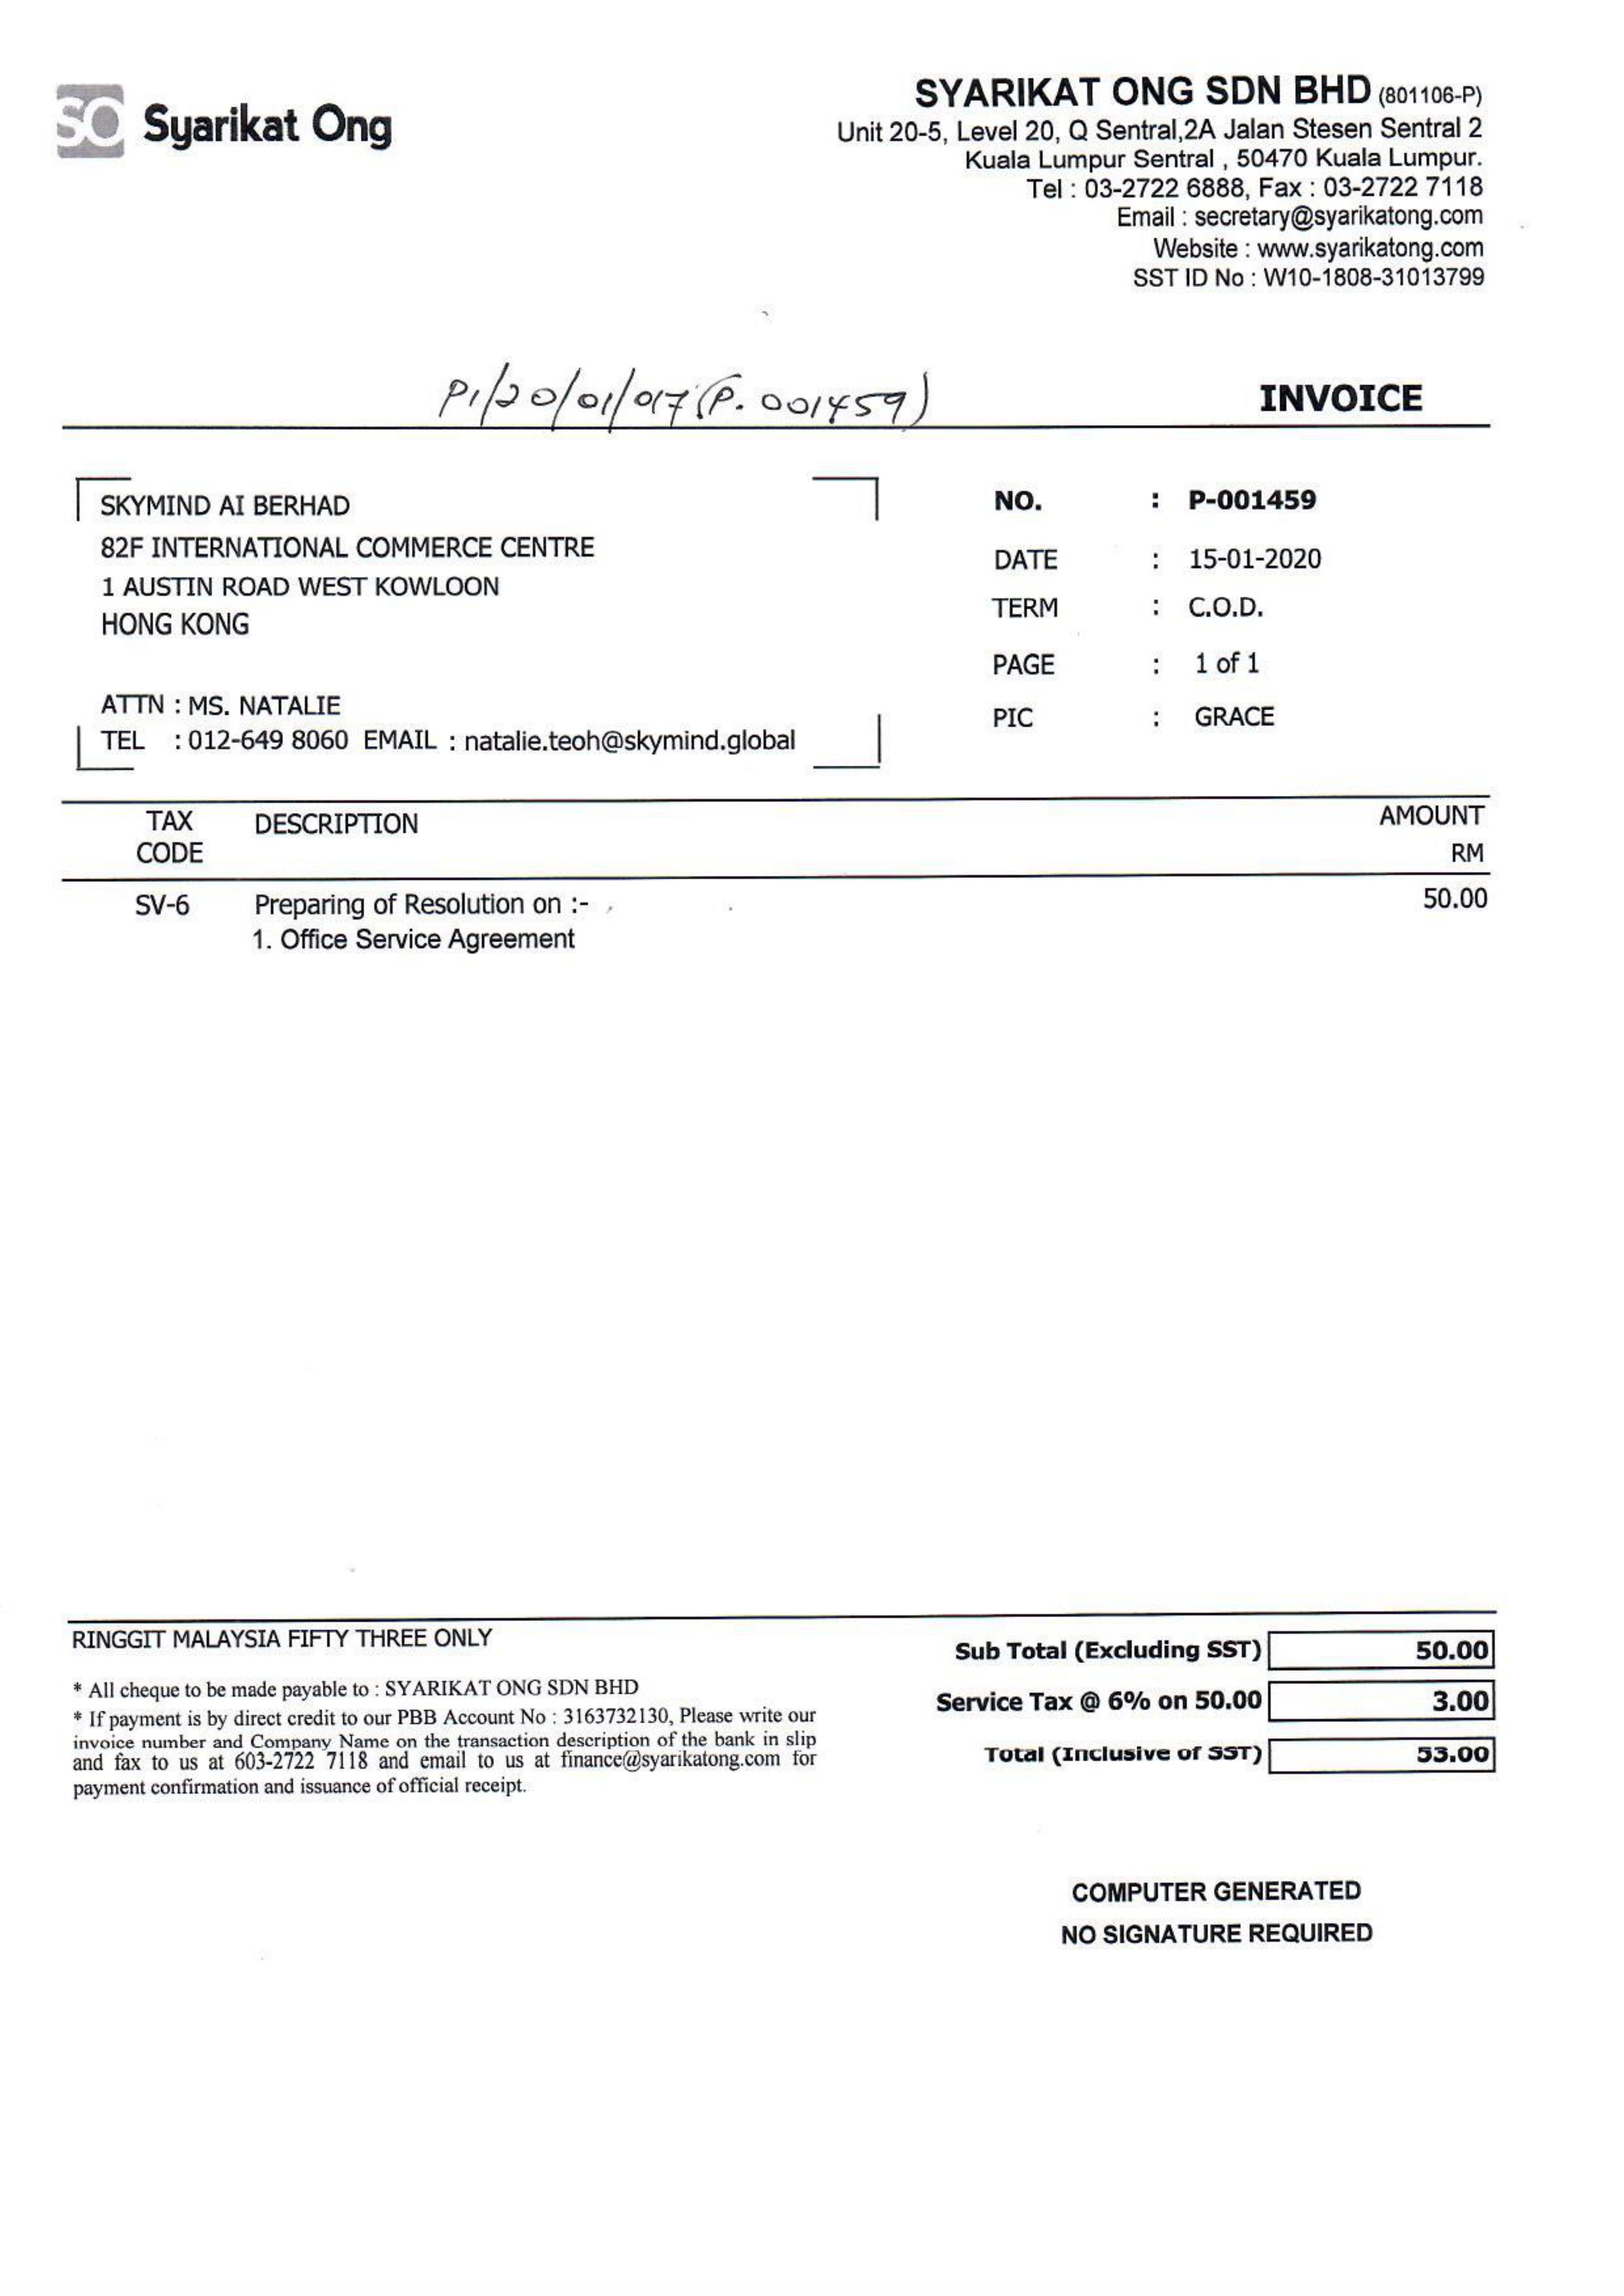 SO Syarikat Ong
SYARIKAT ONG SDN BHD (801106-P)
Unit 20-5, Level 20, Q Sentral,2A Jalan Stesen Sentral 2
Kuala Lumpur Sentral , 50470 Kuala Lumpur.
Tel : 03-2722 6888, Fax : 03-2722 7118
Email : secretary@syarikatong.com
Website : www.syarikatong.com
SST ID No : W10-1808-31013799
PI/20/01/017 (P. 001459)
INVOICE
SKYMIND AI BERHAD
82F INTERNATIONAL COMMERCE CENTRE
1 AUSTIN ROAD WEST KOWLOON
HONG KONG
ATTN : MS. NATALIE
TEL : 012-649 8060 EMAIL : natalie.teoh@skymind.global
NO. : P-001459
DATE : 15-01-2020
TERM : C.O.D.
PAGE : 1 of 1
PIC : GRACE
TAX CODE DESCRIPTION AMOUNT RM
SV-6 Preparing of Resolution on :- 50.00
1. Office Service Agreement
RINGGIT MALAYSIA FIFTY THREE ONLY
* All cheque to be made payable to : SYARIKAT ONG SDN BHD
* If payment is by direct credit to our PBB Account No : 3163732130, Please write our
invoice number and Company Name on the transaction description of the bank in slip
and fax to us at 603-2722 7118 and email to us at finance@syarikatong.com for
payment confirmation and issuance of official receipt.
Sub Total (Excluding SST) 50.00
Service Tax @ 6% on 50.00 3.00
Total (Inclusive of SST) 53.00
COMPUTER GENERATED
NO SIGNATURE REQUIRED